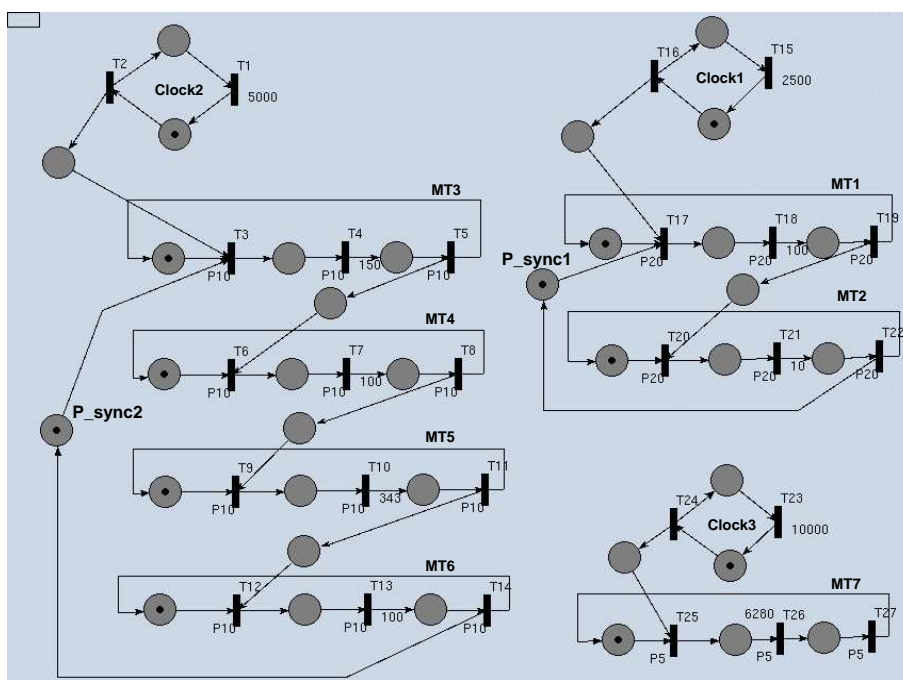 T2 T1 T16 T15
Clock2 5000 Clock1 2500
MT3 MT1
T3 T4 T5 T17 T18 T19
P10 P10 150 P10 P20 P20 100 P20
P_sync1
MT4 MT2
T6 T7 T8 T20 T21 T22
P10 P10 100 P10 P20 P20 10 P20
P_sync2
MT5
T9 T10 T11 T24 T23
P10 P10 343 P10 Clock3 10000
MT6 MT7
T12 T13 T14 T25 6280 T26 T27
P10 P10 100 P10 P5 P5 P5